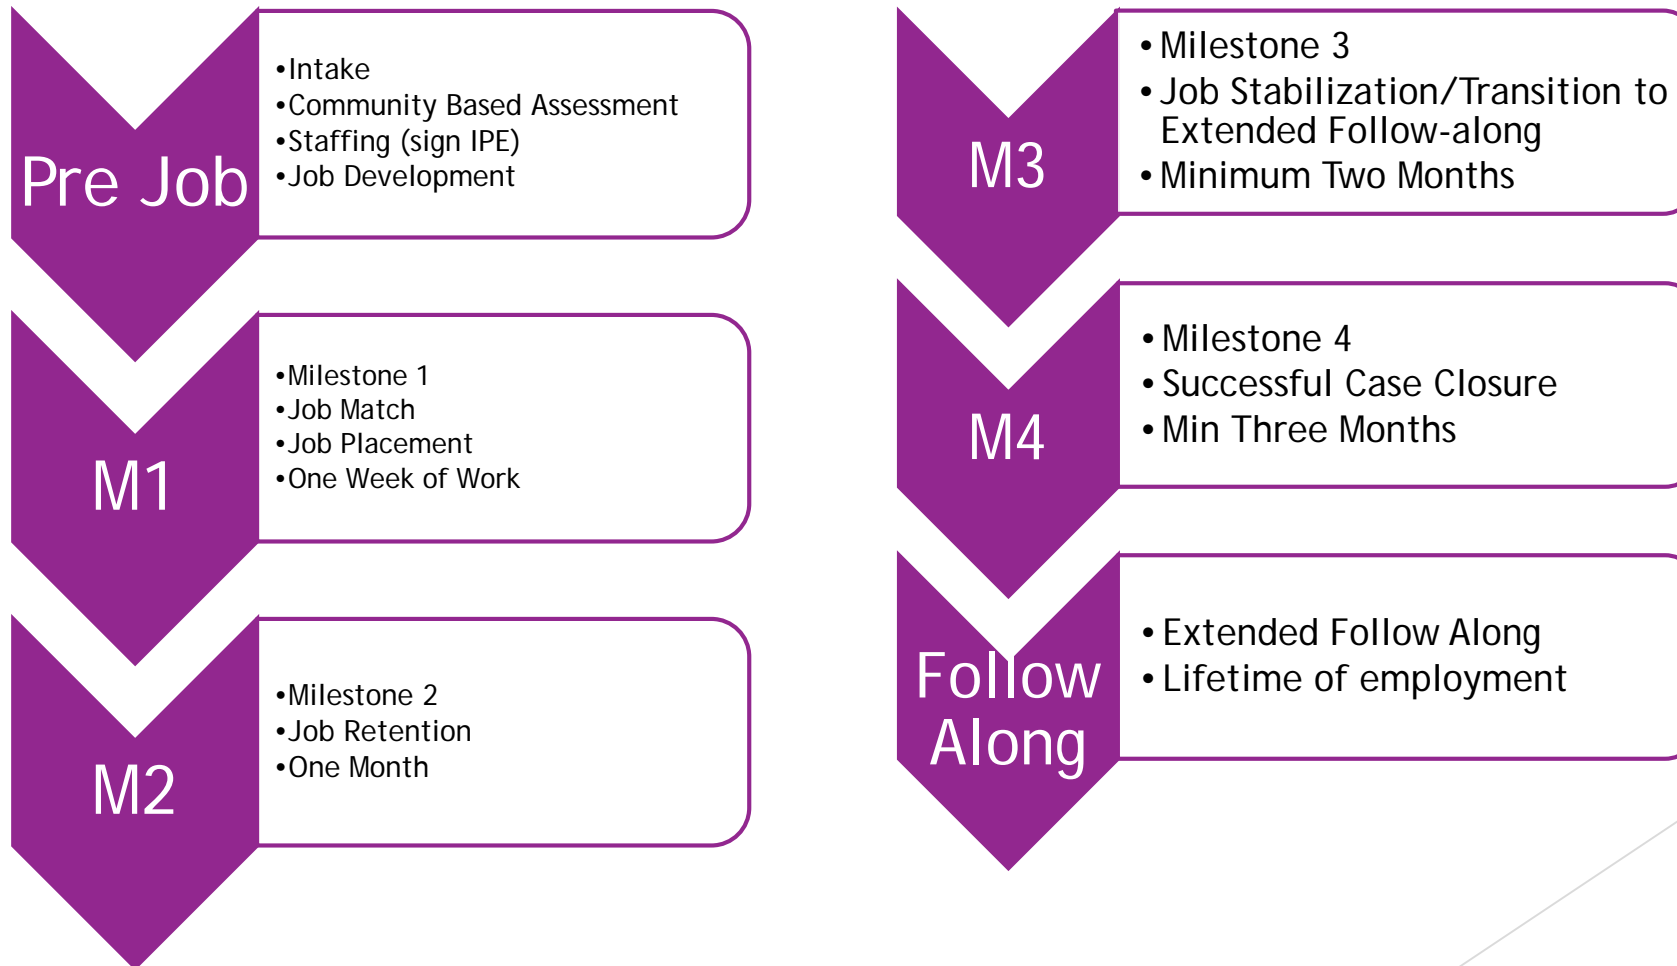 Pre Job
•Intake
•Community Based Assessment
•Staffing (sign IPE)
•Job Development
M1
•Milestone 1
•Job Match
•Job Placement
•One Week of Work
M2
•Milestone 2
•Job Retention
•One Month
M3
•Milestone 3
•Job Stabilization/Transition to
Extended Follow-along
•Minimum Two Months
M4
•Milestone 4
•Successful Case Closure
•Min Three Months
Follow
Along
•Extended Follow Along
•Lifetime of employment